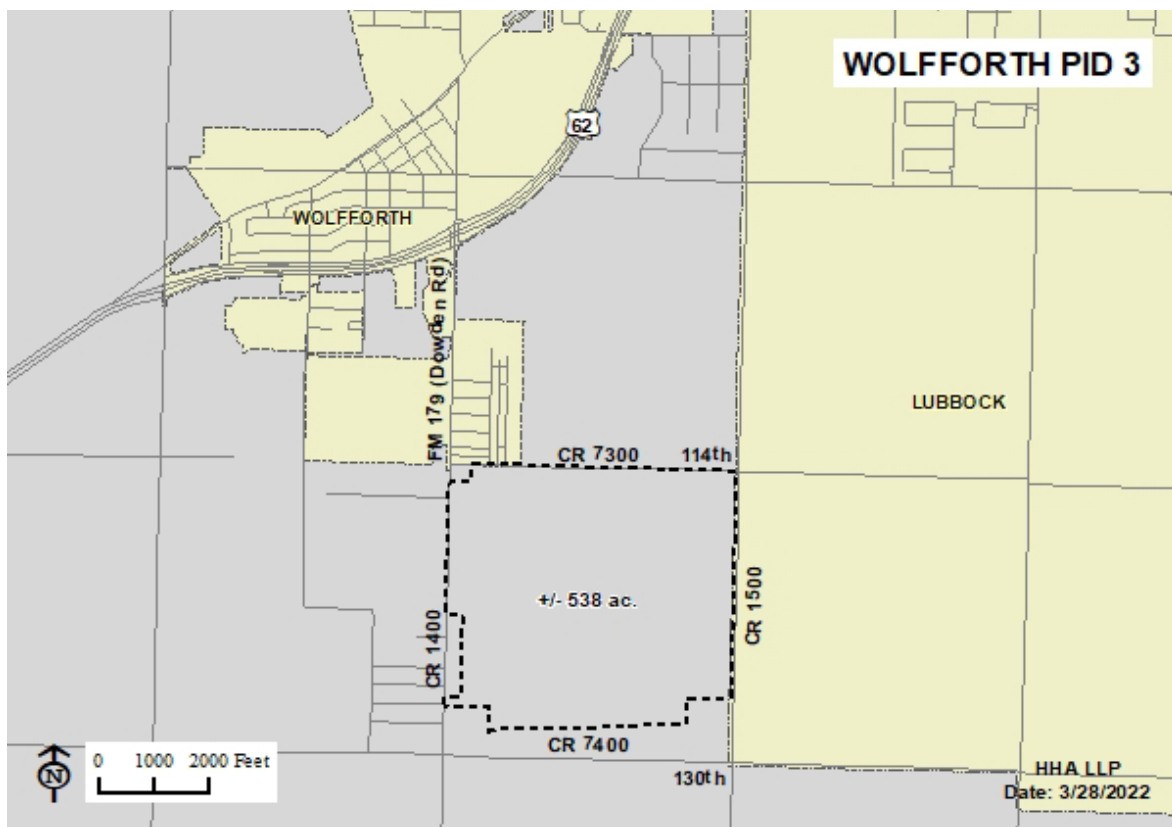 WOLFFORTH PID 3
62
WOLFFORTH
FM 179 (Dowden Rd)
LUBBOCK
CR 7300
114th
+/- 538 ac.
CR 1500
CR 1400
CR 7400
130th
N
0 1000 2000 Feet
HHA LLP
Date: 3/28/2022